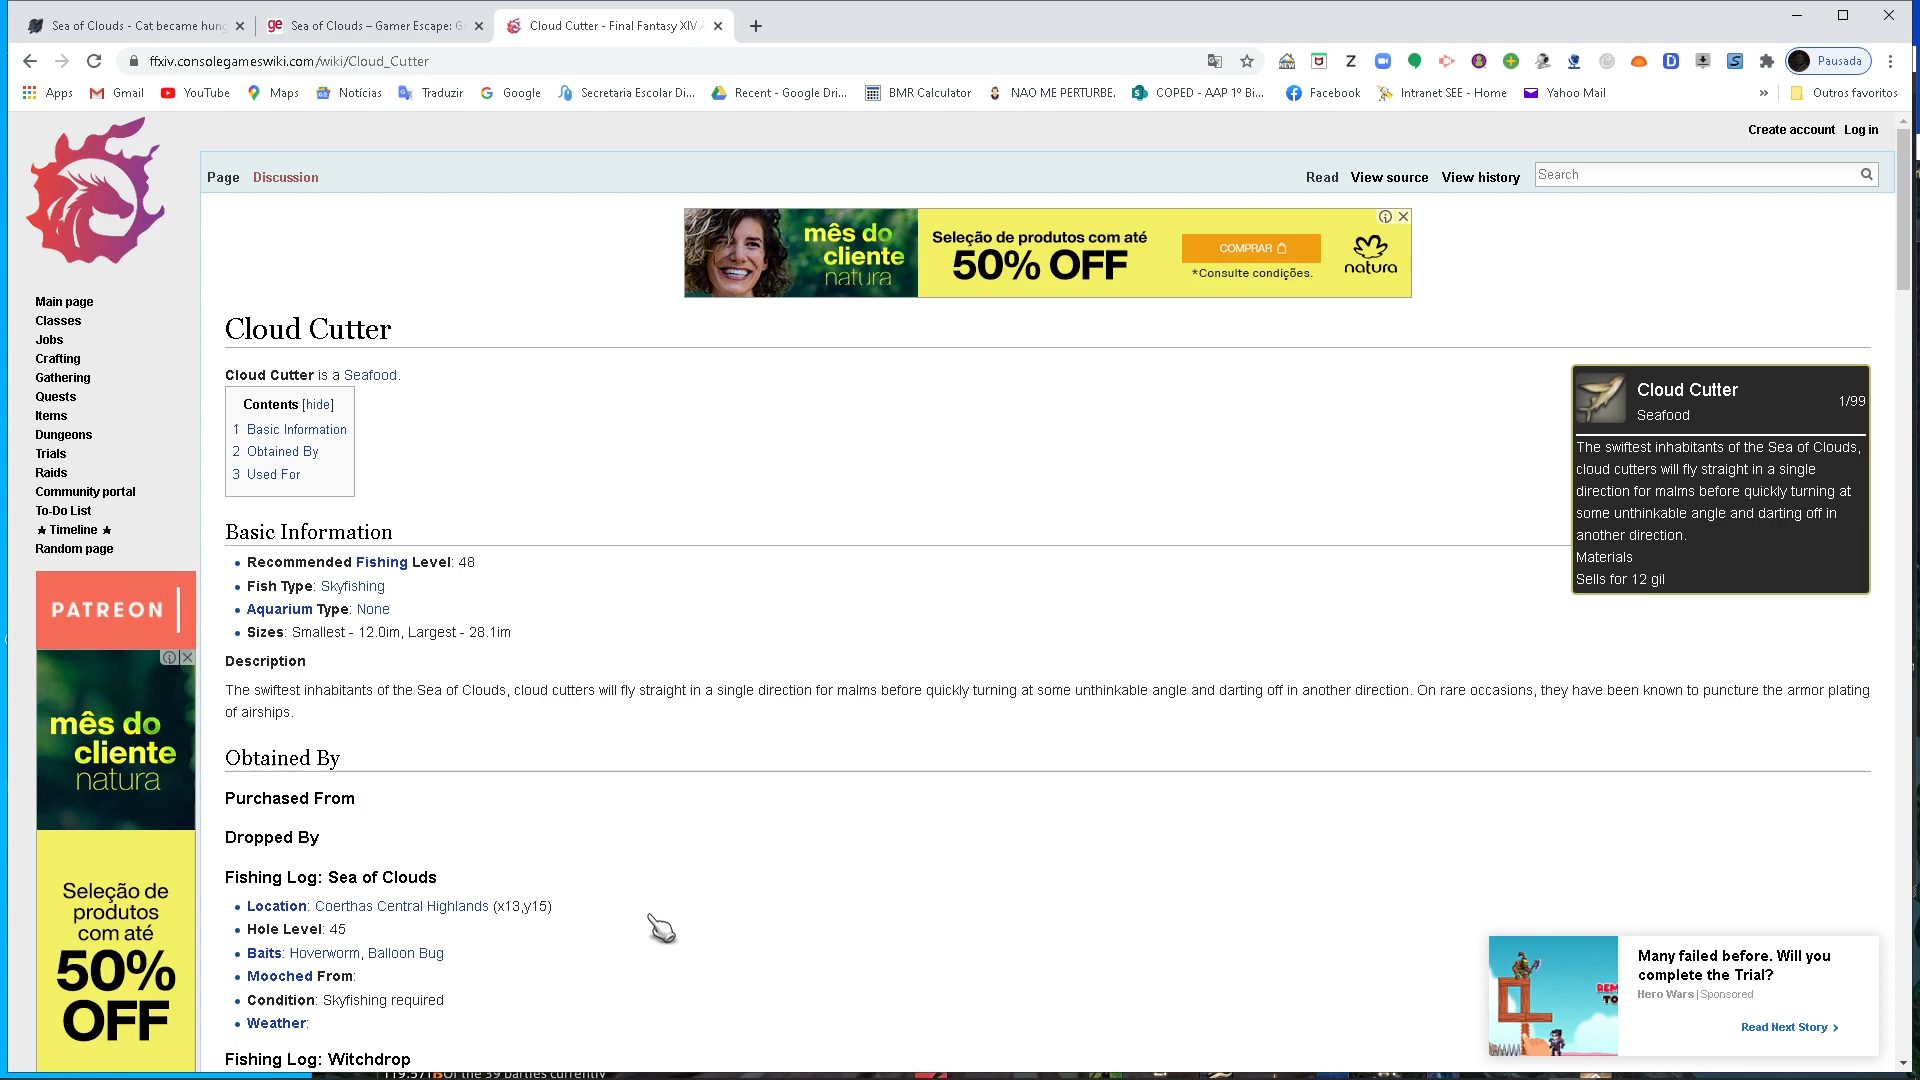 Sea of Clouds - Cat became hung
Sea of Clouds – Gamer Escape: G
Cloud Cutter - Final Fantasy XIV
ffxiv.consolegameswiki.com/wiki/Cloud_Cutter
Pausada
Apps
Gmail
YouTube
Maps
Notícias
Traduzir
Google
Secretaria Escolar Di...
Recent - Google Dri...
BMR Calculator
NAO ME PERTURBE.
COPED - AAP 1º Bi...
Facebook
Intranet SEE - Home
Yahoo Mail
»
Outros favoritos
Create account Log in
Page Discussion
Read View source View history
Search
mês do
cliente
natura
Seleção de produtos com até
50% OFF
COMPRAR
*Consulte condições.
natura
Main page
Classes
Jobs
Crafting
Gathering
Quests
Items
Dungeons
Trials
Raids
Community portal
To-Do List
★ Timeline ★
Random page
PATREON
mês do
cliente
natura
Seleção de
produtos
com até
50%
OFF
Cloud Cutter
Cloud Cutter is a Seafood.
Contents [hide]
1 Basic Information
2 Obtained By
3 Used For
Cloud Cutter
Seafood
1/99
The swiftest inhabitants of the Sea of Clouds,
cloud cutters will fly straight in a single
direction for malms before quickly turning at
some unthinkable angle and darting off in
another direction.
Materials
Sells for 12 gil
Basic Information
• Recommended Fishing Level: 48
• Fish Type: Skyfishing
• Aquarium Type: None
• Sizes: Smallest - 12.0im, Largest - 28.1im
Description
The swiftest inhabitants of the Sea of Clouds, cloud cutters will fly straight in a single direction for malms before quickly turning at some unthinkable angle and darting off in another direction. On rare occasions, they have been known to puncture the armor plating
of airships.
Obtained By
Purchased From
Dropped By
Fishing Log: Sea of Clouds
• Location: Coerthas Central Highlands (x13,y15)
• Hole Level: 45
• Baits: Hoverworm, Balloon Bug
• Mooched From:
• Condition: Skyfishing required
• Weather:
Fishing Log: Witchdrop
Many failed before. Will you
complete the Trial?
Hero Wars | Sponsored
Read Next Story ›